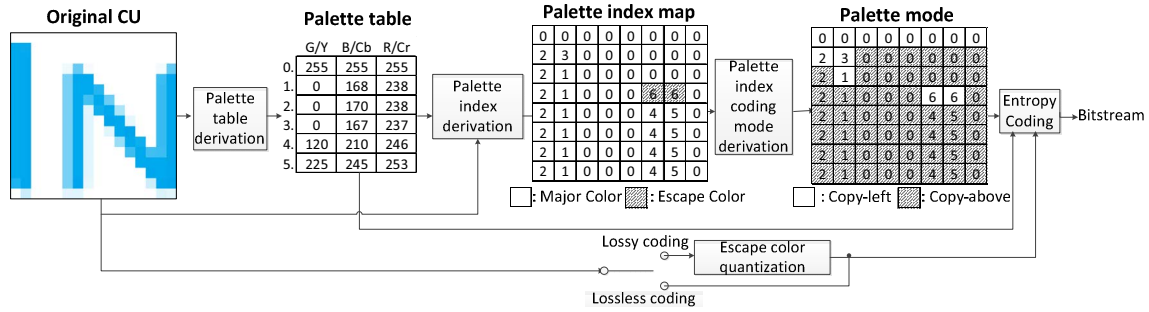 Original CU
Palette table
Palette index map
Palette mode
G/Y B/Cb R/Cr
0. 255 255 255
1. 0 168 238
2. 0 170 238
3. 0 167 237
4. 120 210 246
5. 225 245 253
Palette
table
derivation
Palette
index
derivation
0 0 0 0 0 0 0 0
2 3 0 0 0 0 0 0
2 1 0 0 0 0 0 0
2 1 0 0 0 6 6 0
2 1 0 0 0 4 5 0
2 1 0 0 0 4 5 0
2 1 0 0 0 4 5 0
2 1 0 0 0 4 5 0
Palette
index
coding
mode
derivation
0 0 0 0 0 0 0 0
2 3 0 0 0 0 0 0
2 1 0 0 0 0 0 0
2 1 0 0 0 6 6 0
2 1 0 0 0 4 5 0
2 1 0 0 0 4 5 0
2 1 0 0 0 4 5 0
2 1 0 0 0 4 5 0
Entropy
Coding
Bitstream
: Major Color : Escape Color
: Copy-left : Copy-above
Lossy coding
Escape color
quantization
Lossless coding